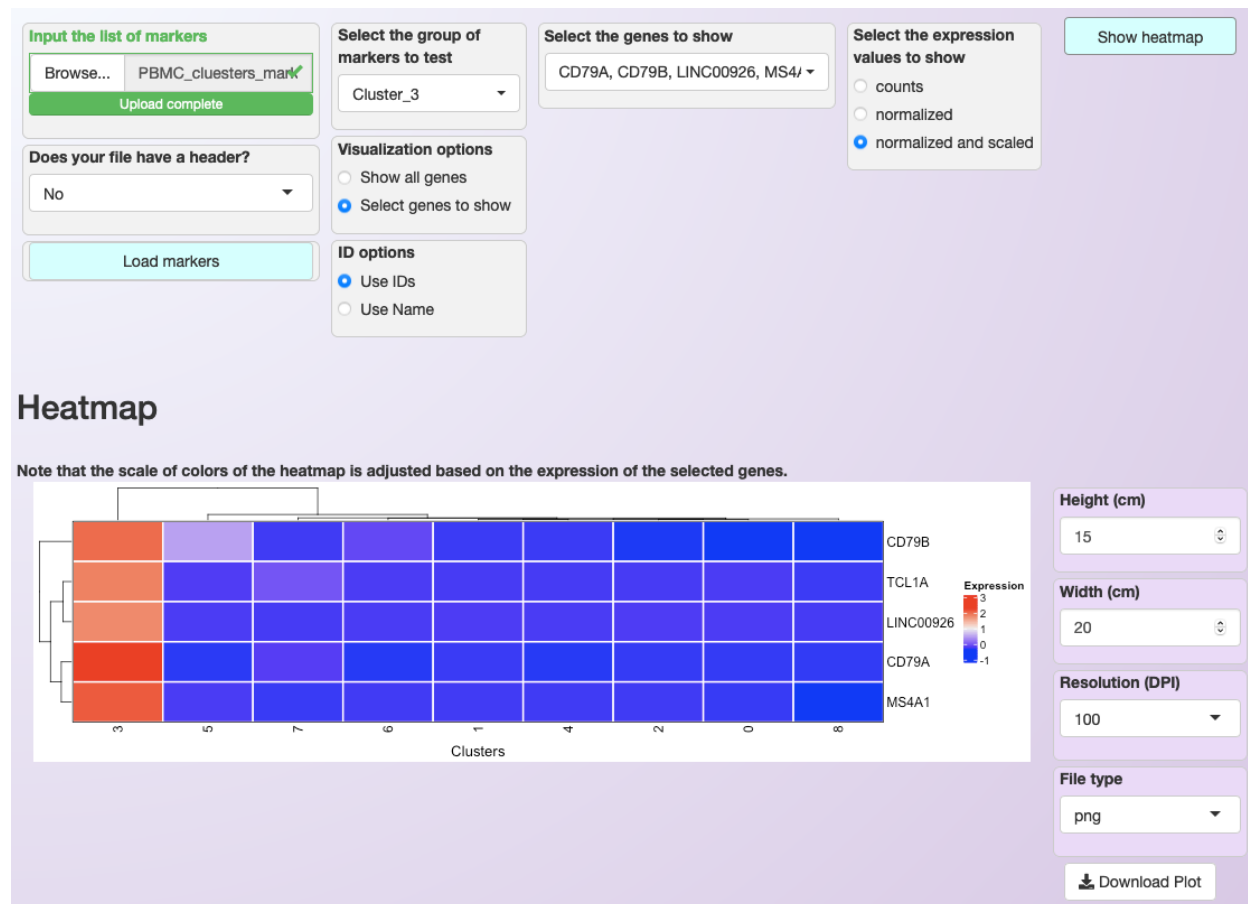 Input the list of markers
Browse... PBMC_cluesters_mark
Upload complete
Does your file have a header?
No
Load markers
Select the group of
markers to test
Cluster_3
Visualization options
Show all genes
Select genes to show
ID options
Use IDs
Use Name
Select the genes to show
CD79A, CD79B, LINC00926, MS4A
Select the expression
values to show
counts
normalized
normalized and scaled
Show heatmap
Heatmap
Note that the scale of colors of the heatmap is adjusted based on the expression of the selected genes.
CD79B
TCL1A
LINC00926
CD79A
MS4A1
3 5 7 6 1 4 2 0 8
Clusters
Expression
3
2
1
0
-1
Height (cm)
15
Width (cm)
20
Resolution (DPI)
100
File type
png
Download Plot